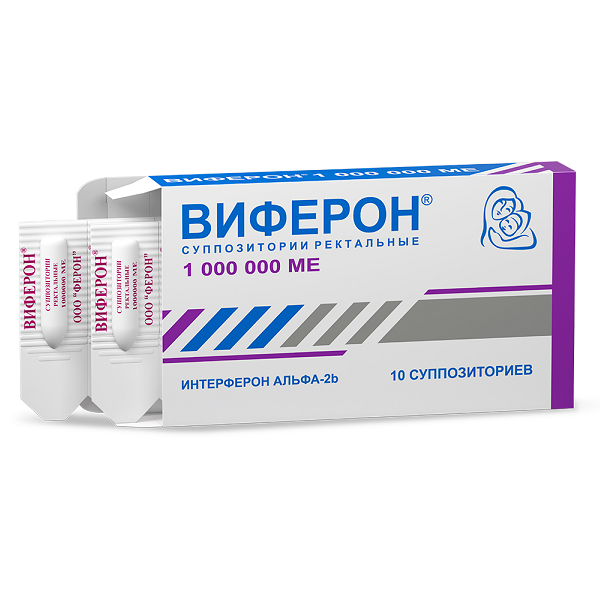 ВИФЕРОН 1 000 000 МЕ
ВИФЕРОН®
СУППОЗИТОРИИ РЕКТАЛЬНЫЕ
1 000 000 МЕ
ИНТЕРФЕРОН АЛЬФА-2b
10 СУППОЗИТОРИЕВ
ВИФЕРОН®
СУППОЗИТОРИИ
РЕКТАЛЬНЫЕ
1000000 МЕ
ООО "ФЕРОН"
ВИФЕРОН®
СУППОЗИТОРИИ
РЕКТАЛЬНЫЕ
1000000 МЕ
ООО "ФЕРОН"